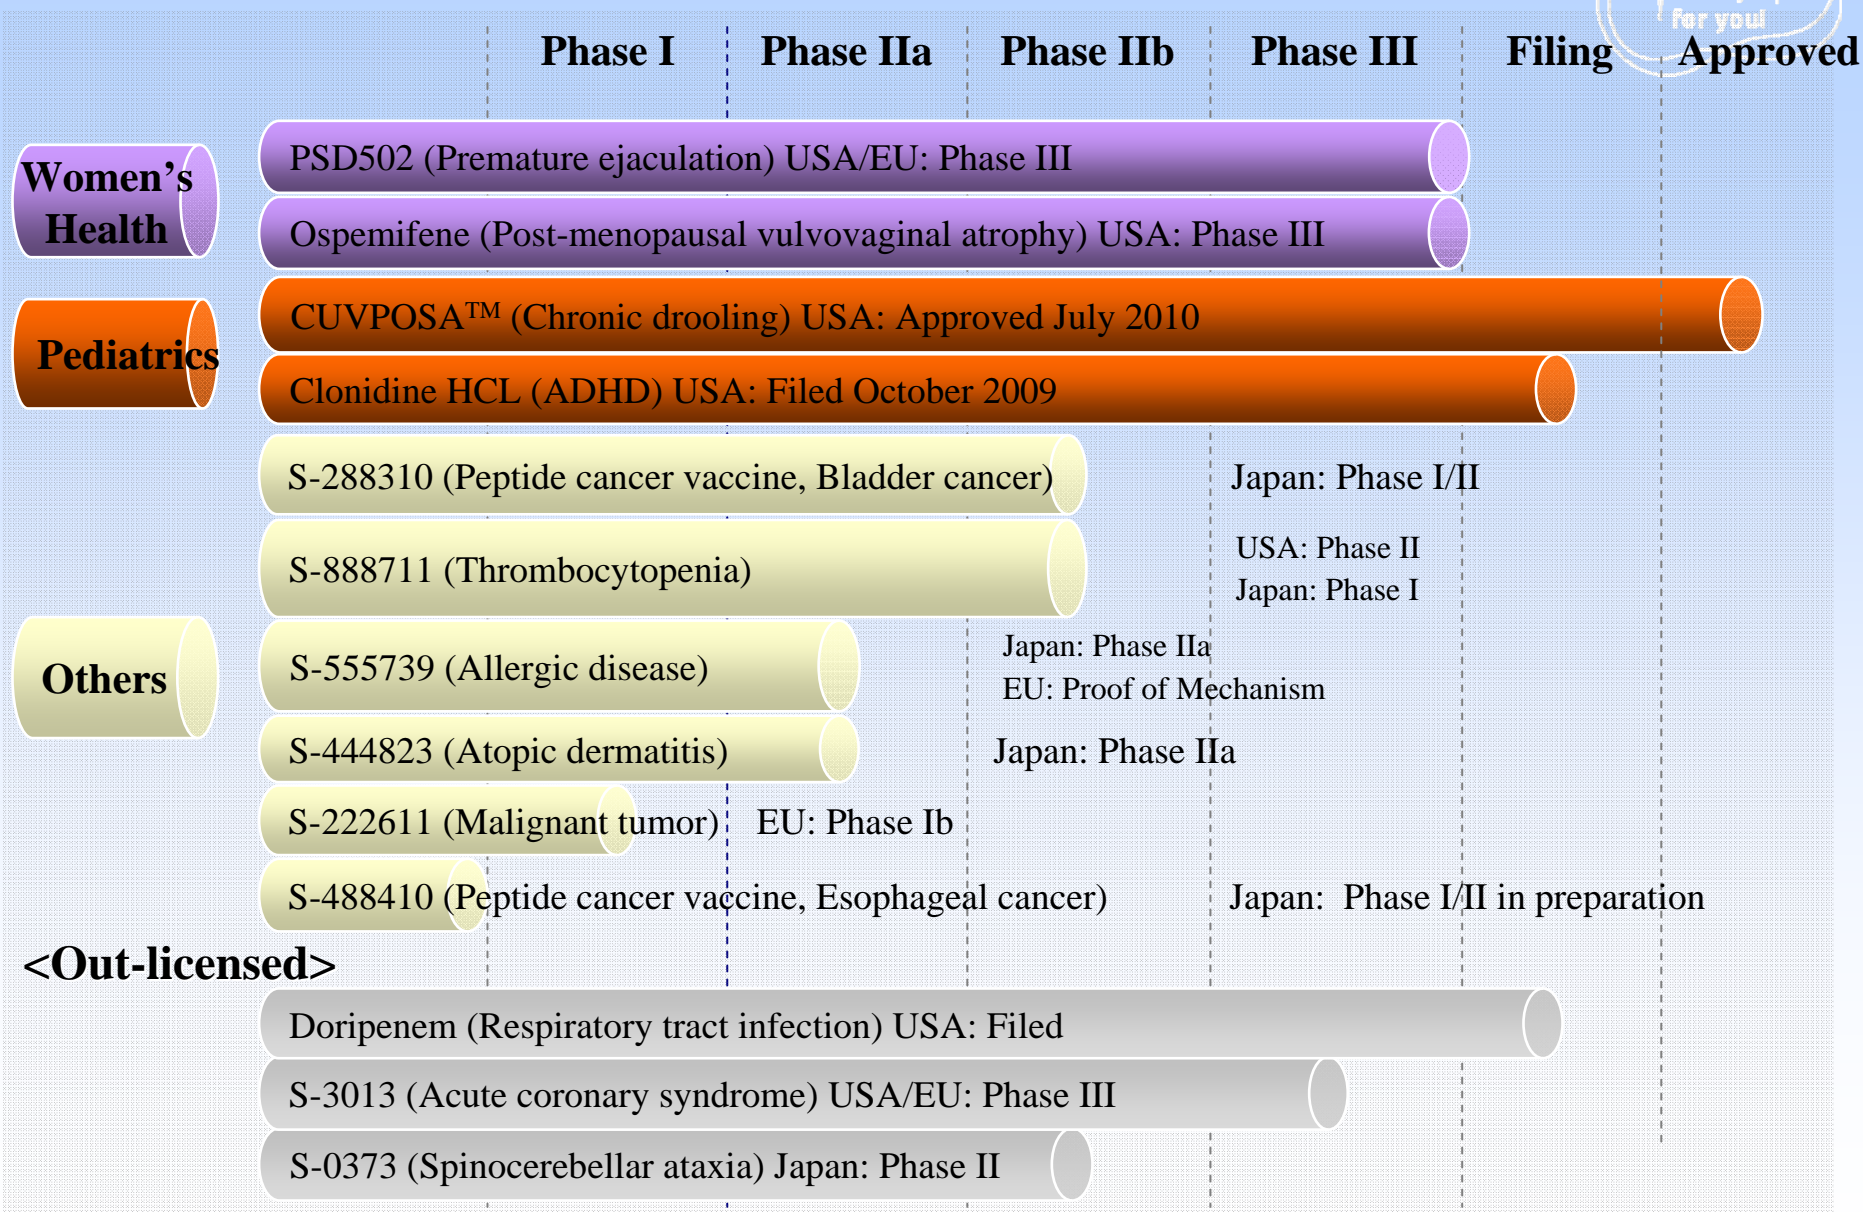 for you!
Phase I Phase IIa Phase IIb Phase III Filing Approved
Women's
Health
PSD502 (Premature ejaculation) USA/EU: Phase III
Ospemifene (Post-menopausal vulvovaginal atrophy) USA: Phase III
Pediatrics
CUVPOSA™ (Chronic drooling) USA: Approved July 2010
Clonidine HCL (ADHD) USA: Filed October 2009
Others
S-288310 (Peptide cancer vaccine, Bladder cancer) Japan: Phase I/II
S-888711 (Thrombocytopenia)
USA: Phase II
Japan: Phase I
S-555739 (Allergic disease)
Japan: Phase IIa
EU: Proof of Mechanism
S-444823 (Atopic dermatitis) Japan: Phase IIa
S-222611 (Malignant tumor) EU: Phase Ib
S-488410 (Peptide cancer vaccine, Esophageal cancer) Japan: Phase I/II in preparation
<Out-licensed>
Doripenem (Respiratory tract infection) USA: Filed
S-3013 (Acute coronary syndrome) USA/EU: Phase III
S-0373 (Spinocerebellar ataxia) Japan: Phase II